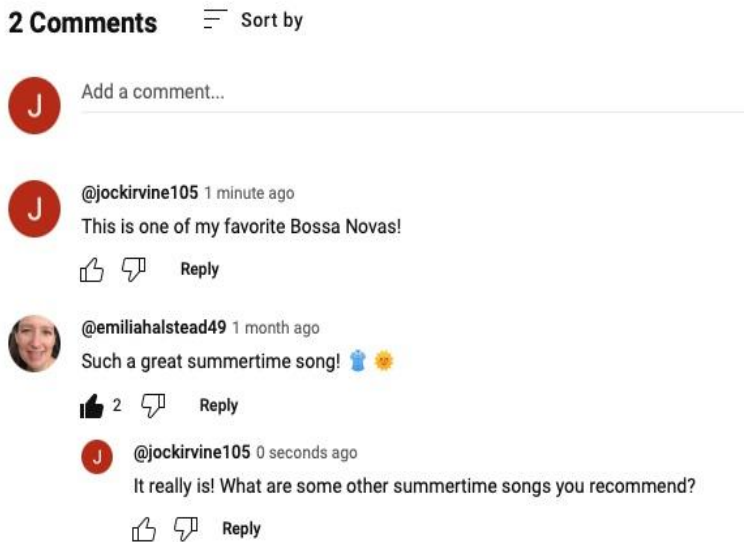 2 Comments Sort by
J Add a comment...
J @jockirvine105 1 minute ago
This is one of my favorite Bossa Novas!
Reply
@emiliahalstead49 1 month ago
Such a great summertime song! 👚🌞
2 Reply
J @jockirvine105 0 seconds ago
It really is! What are some other summertime songs you recommend?
Reply